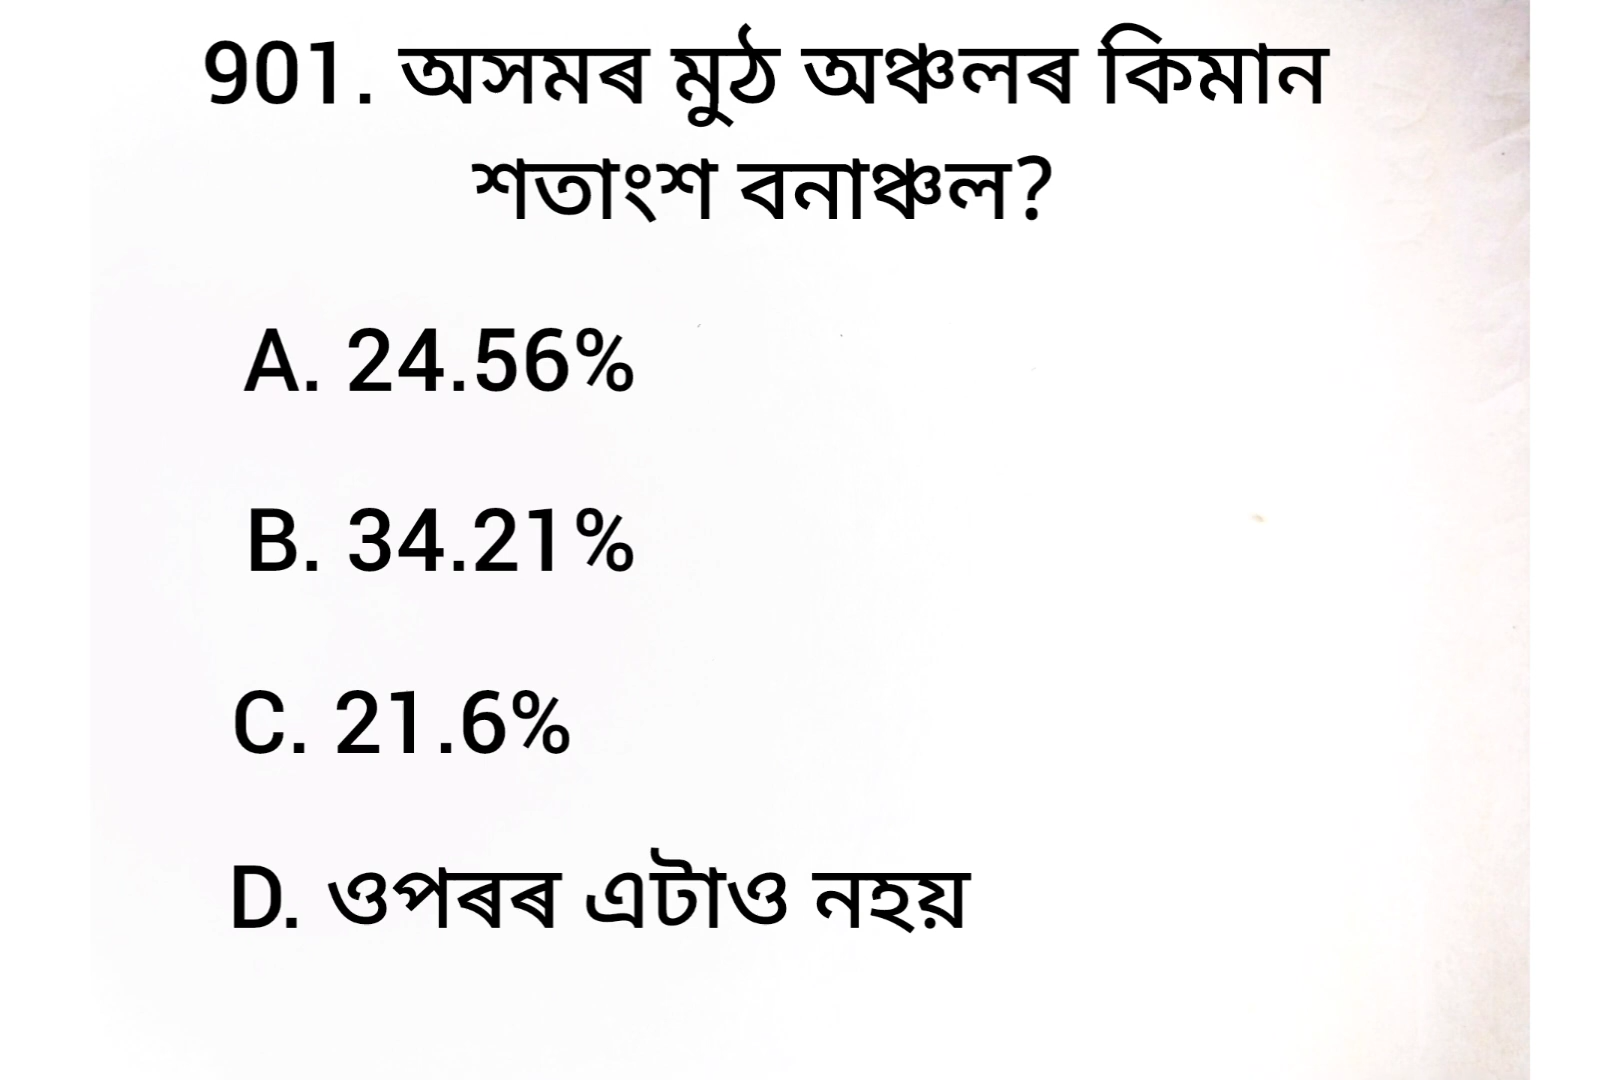 901. অসমৰ মুঠ অঞ্চলৰ কিমান
শতাংশ বনাঞ্চল?
A. 24.56%
B. 34.21%
C. 21.6%
D. ওপৰৰ এটাও নহয়